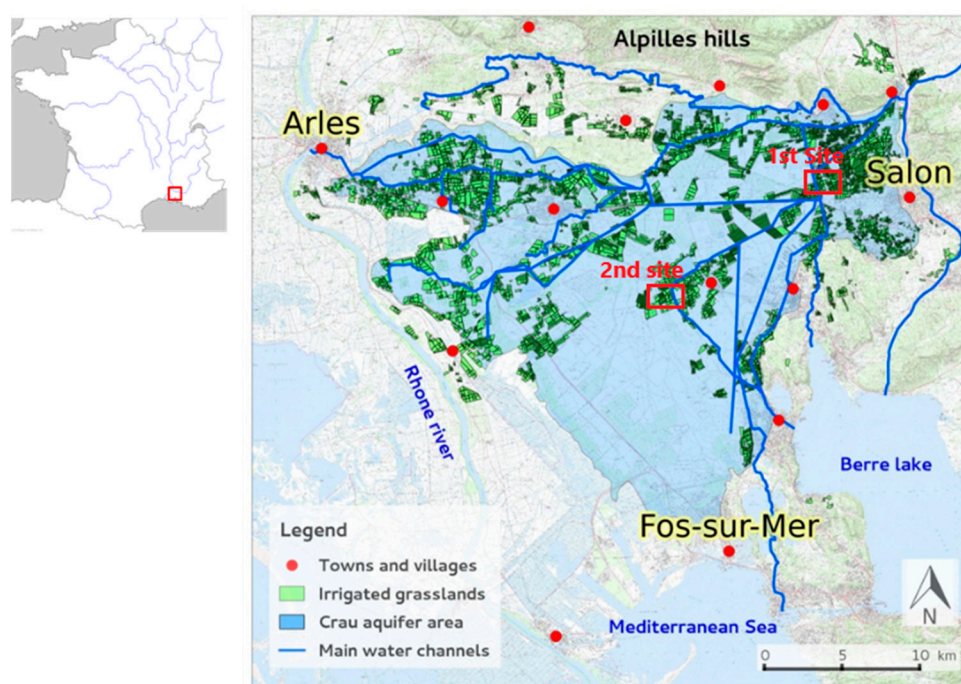 Alpilles hills
Arles
1st Site
Salon
2nd site
Rhone river
Berre lake
Fos-sur-Mer
Mediterranean Sea
Legend
Towns and villages
Irrigated grasslands
Crau aquifer area
Main water channels
N
0 5 10 km